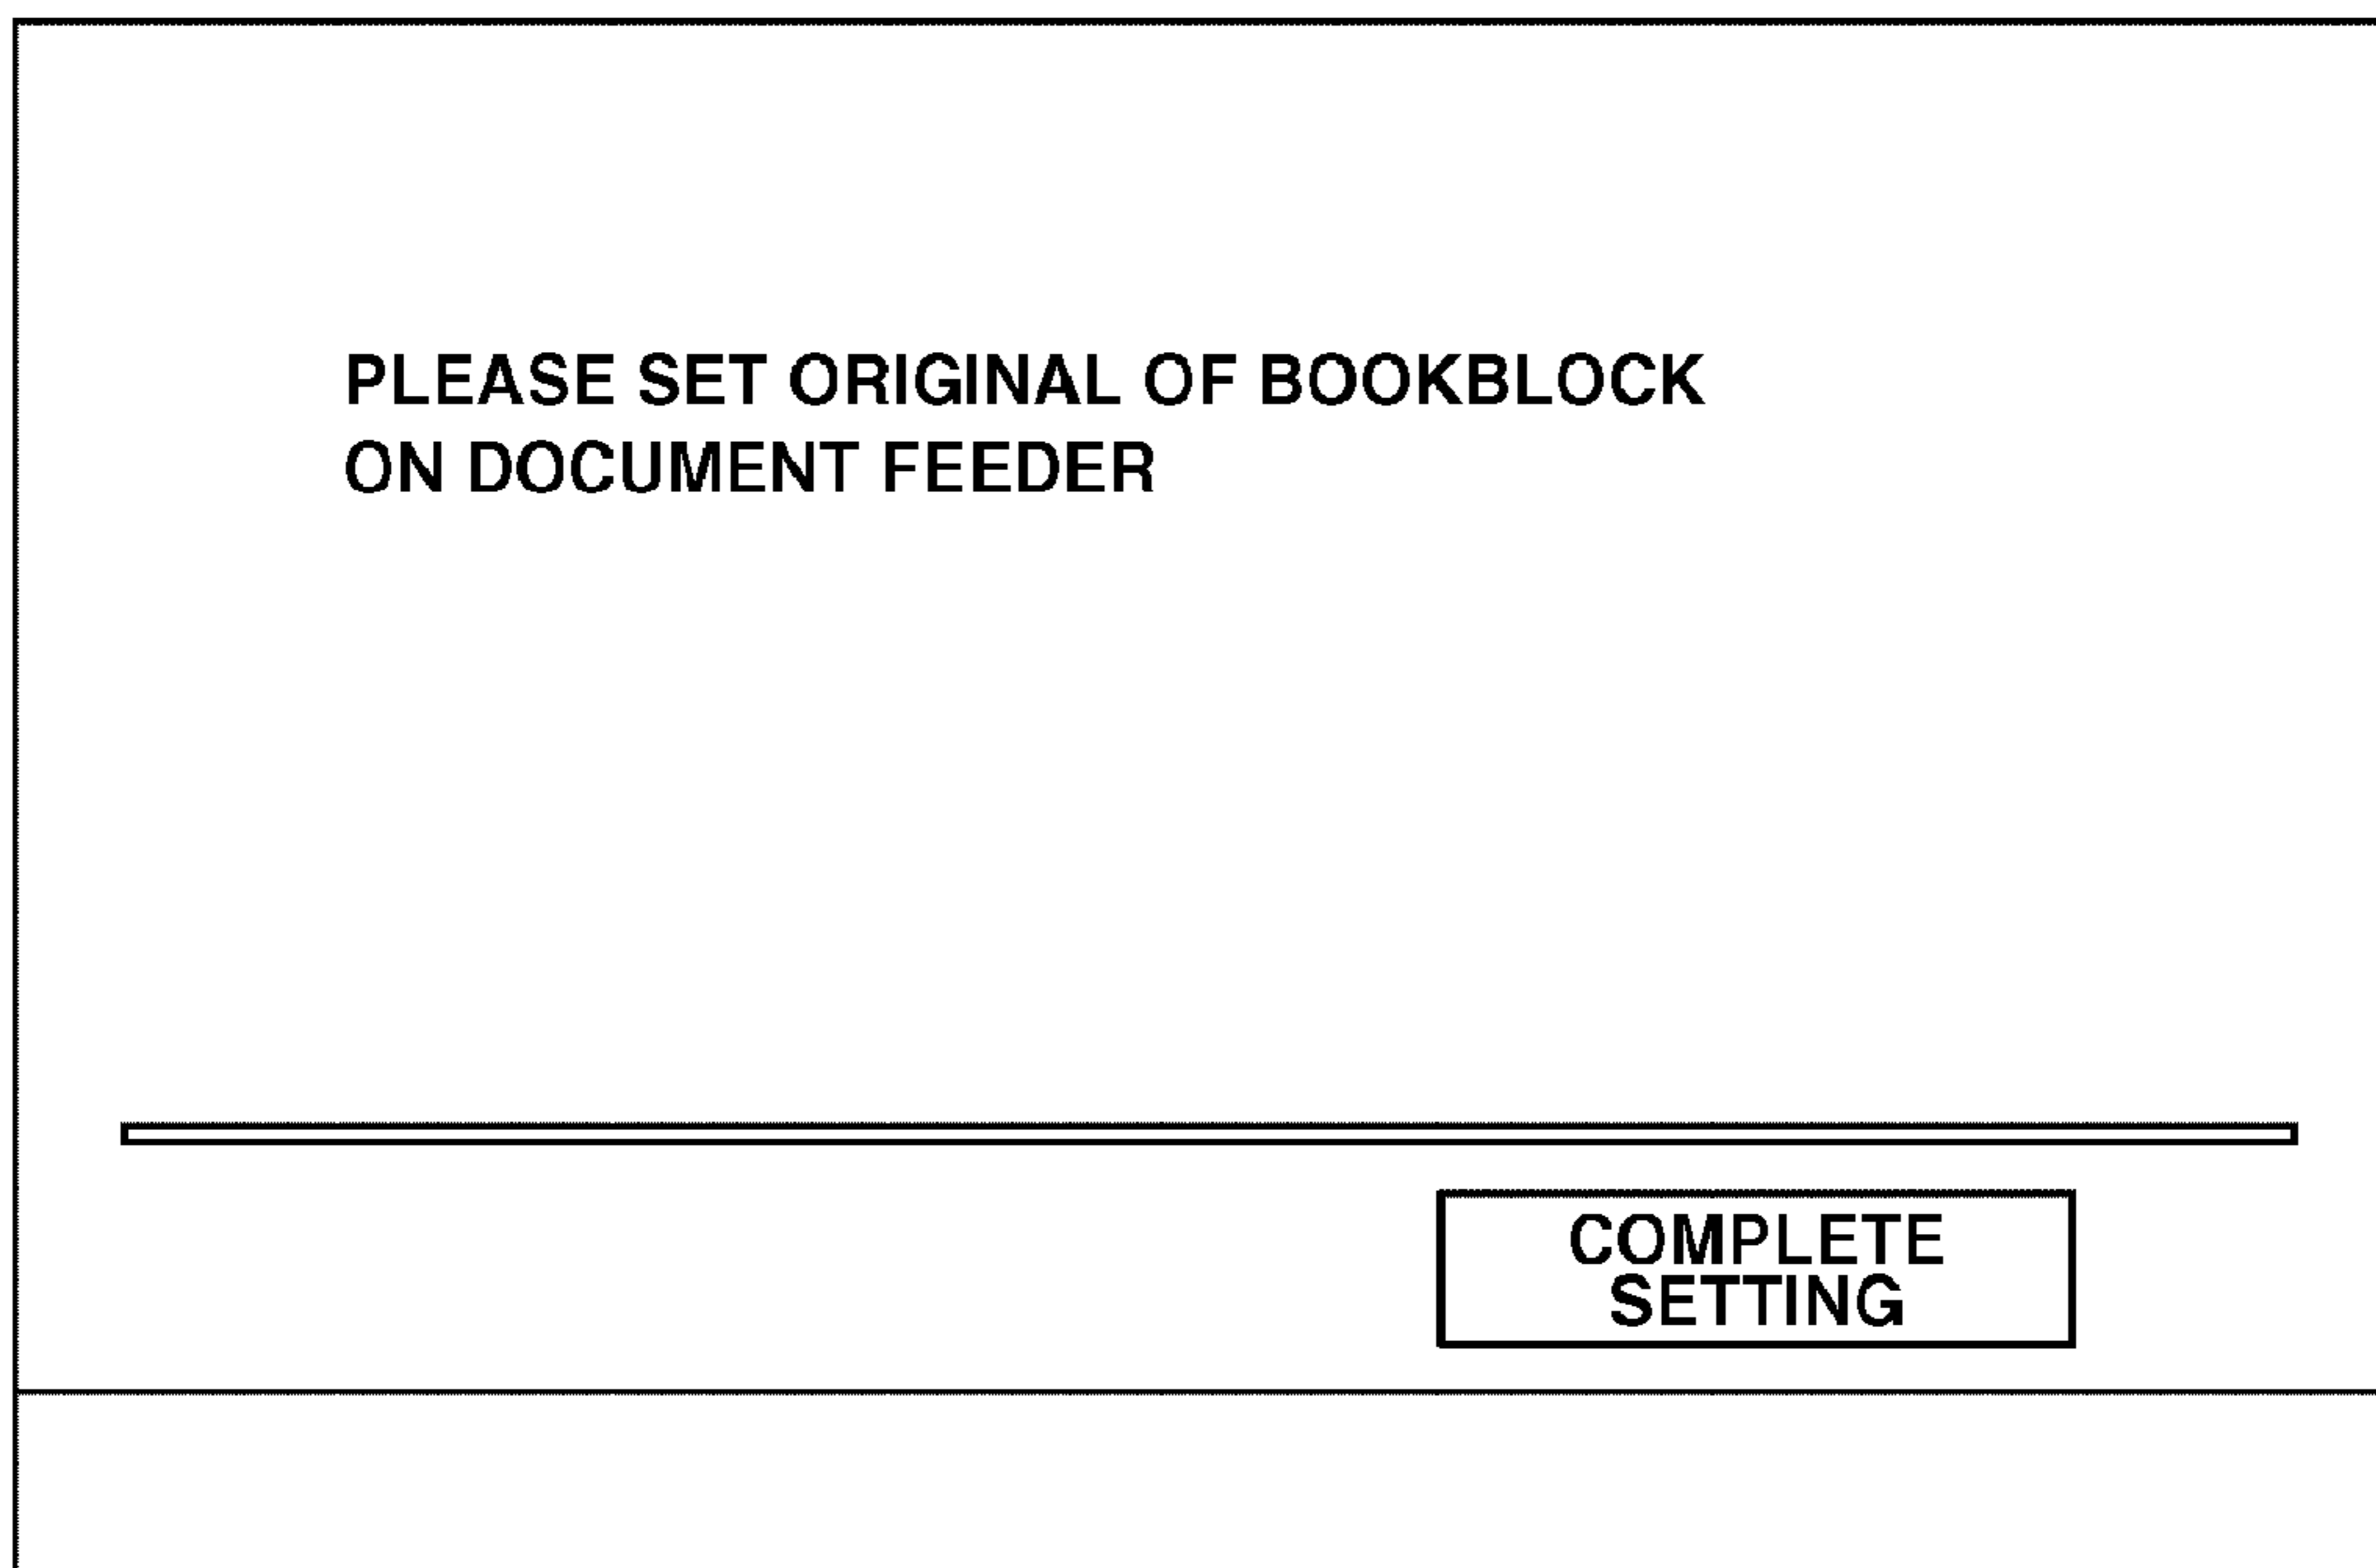 PLEASE SET ORIGINAL OF BOOKBLOCK
ON DOCUMENT FEEDER
COMPLETE
SETTING